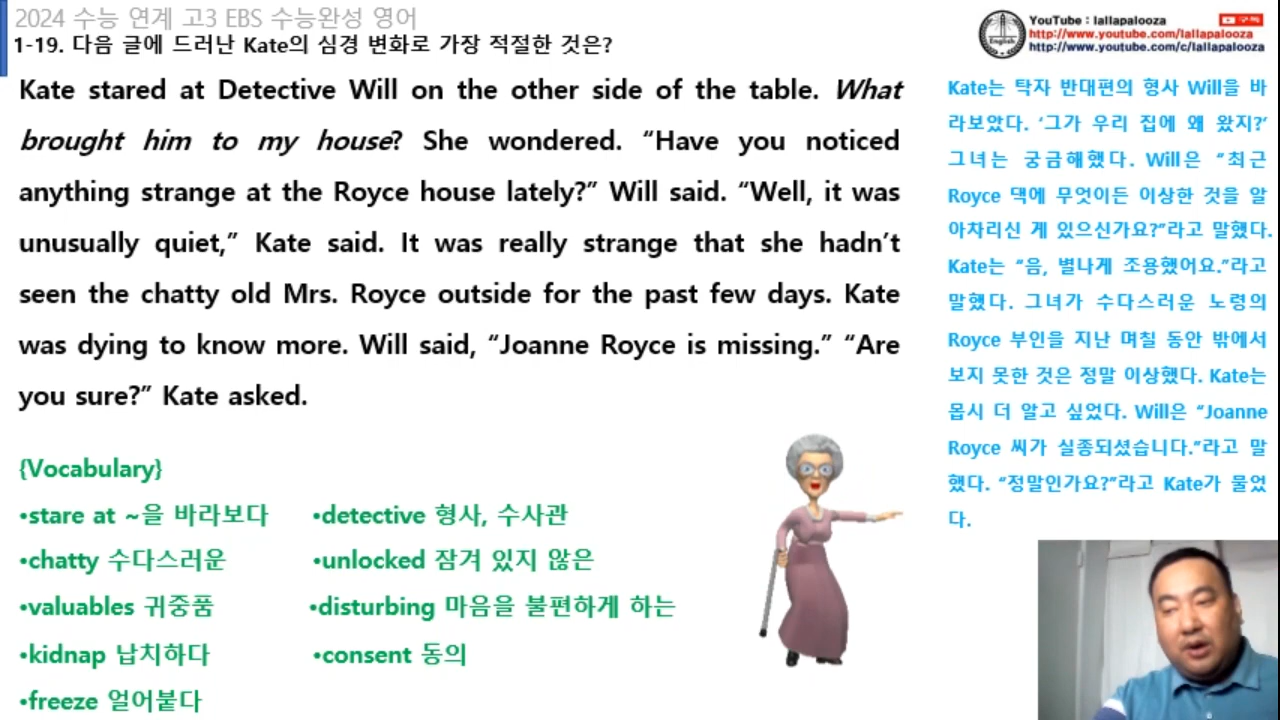 2024 수능 연계 고3 EBS 수능완성 영어
1-19. 다음 글에 드러난 Kate의 심경 변화로 가장 적절한 것은?
YouTube : lallapalooza
구독
http://www.youtube.com/lallapalooza
http://www.youtube.com/c/lallapalooza
English
Kate stared at Detective Will on the other side of the table. What
brought him to my house? She wondered. “Have you noticed
anything strange at the Royce house lately?” Will said. “Well, it was
unusually quiet,” Kate said. It was really strange that she hadn’t
seen the chatty old Mrs. Royce outside for the past few days. Kate
was dying to know more. Will said, “Joanne Royce is missing.” “Are
you sure?” Kate asked.
{Vocabulary}
•stare at ~을 바라보다
•detective 형사, 수사관
•chatty 수다스러운
•unlocked 잠겨 있지 않은
•valuables 귀중품
•disturbing 마음을 불편하게 하는
•kidnap 납치하다
•consent 동의
•freeze 얼어붙다
Kate는 탁자 반대편의 형사 Will을 바
라보았다. ‘그가 우리 집에 왜 왔지?’
그녀는 궁금해했다. Will은 “최근
Royce 댁에 무엇이든 이상한 것을 알
아차리신 게 있으신가요?”라고 말했다.
Kate는 “음, 별나게 조용했어요.”라고
말했다. 그녀가 수다스러운 노령의
Royce 부인을 지난 며칠 동안 밖에서
보지 못한 것은 정말 이상했다. Kate는
몹시 더 알고 싶었다. Will은 “Joanne
Royce 씨가 실종되셨습니다.”라고 말
했다. “정말인가요?”라고 Kate가 물었
다.